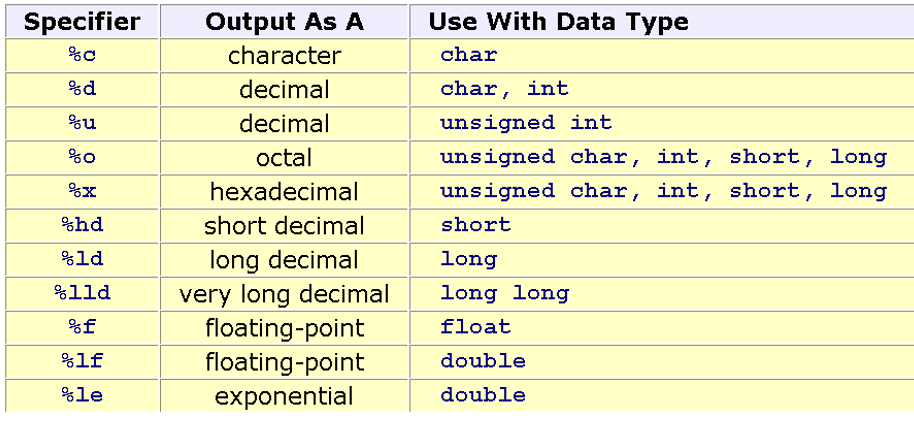 Specifier Output As A Use With Data Type
%c character char
%d decimal char, int
%u decimal unsigned int
%o octal unsigned char, int, short, long
%x hexadecimal unsigned char, int, short, long
%hd short decimal short
%ld long decimal long
%lld very long decimal long long
%f floating-point float
%lf floating-point double
%le exponential double